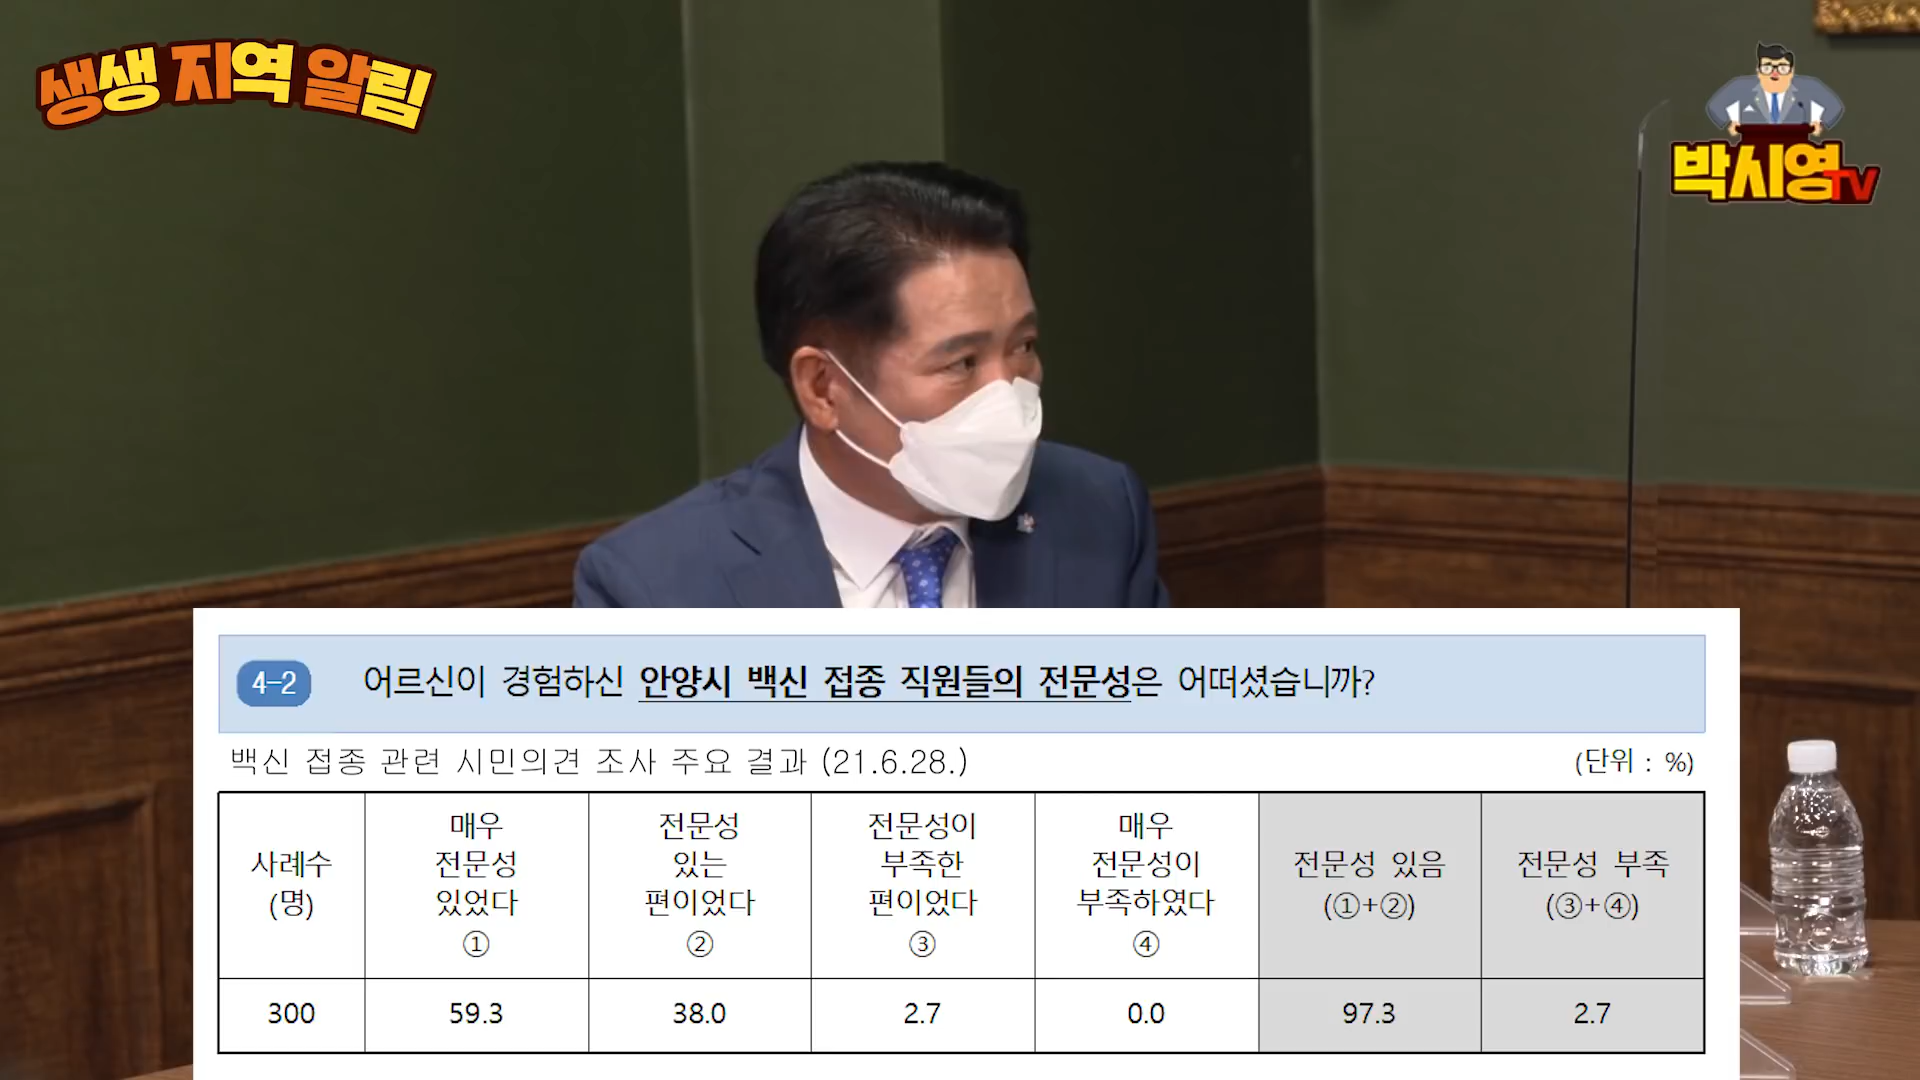 생생 지역 알림
박시영TV
4-2 어르신이 경험하신 안양시 백신 접종 직원들의 전문성은 어떠셨습니까?
백신 접종 관련 시민의견 조사 주요 결과 (21.6.28.) (단위 : %)
사례수
(명)
매우
전문성
있었다
①
전문성
있는
편이었다
②
전문성이
부족한
편이었다
③
매우
전문성이
부족하였다
④
전문성 있음
(①+②)
전문성 부족
(③+④)
300 59.3 38.0 2.7 0.0 97.3 2.7